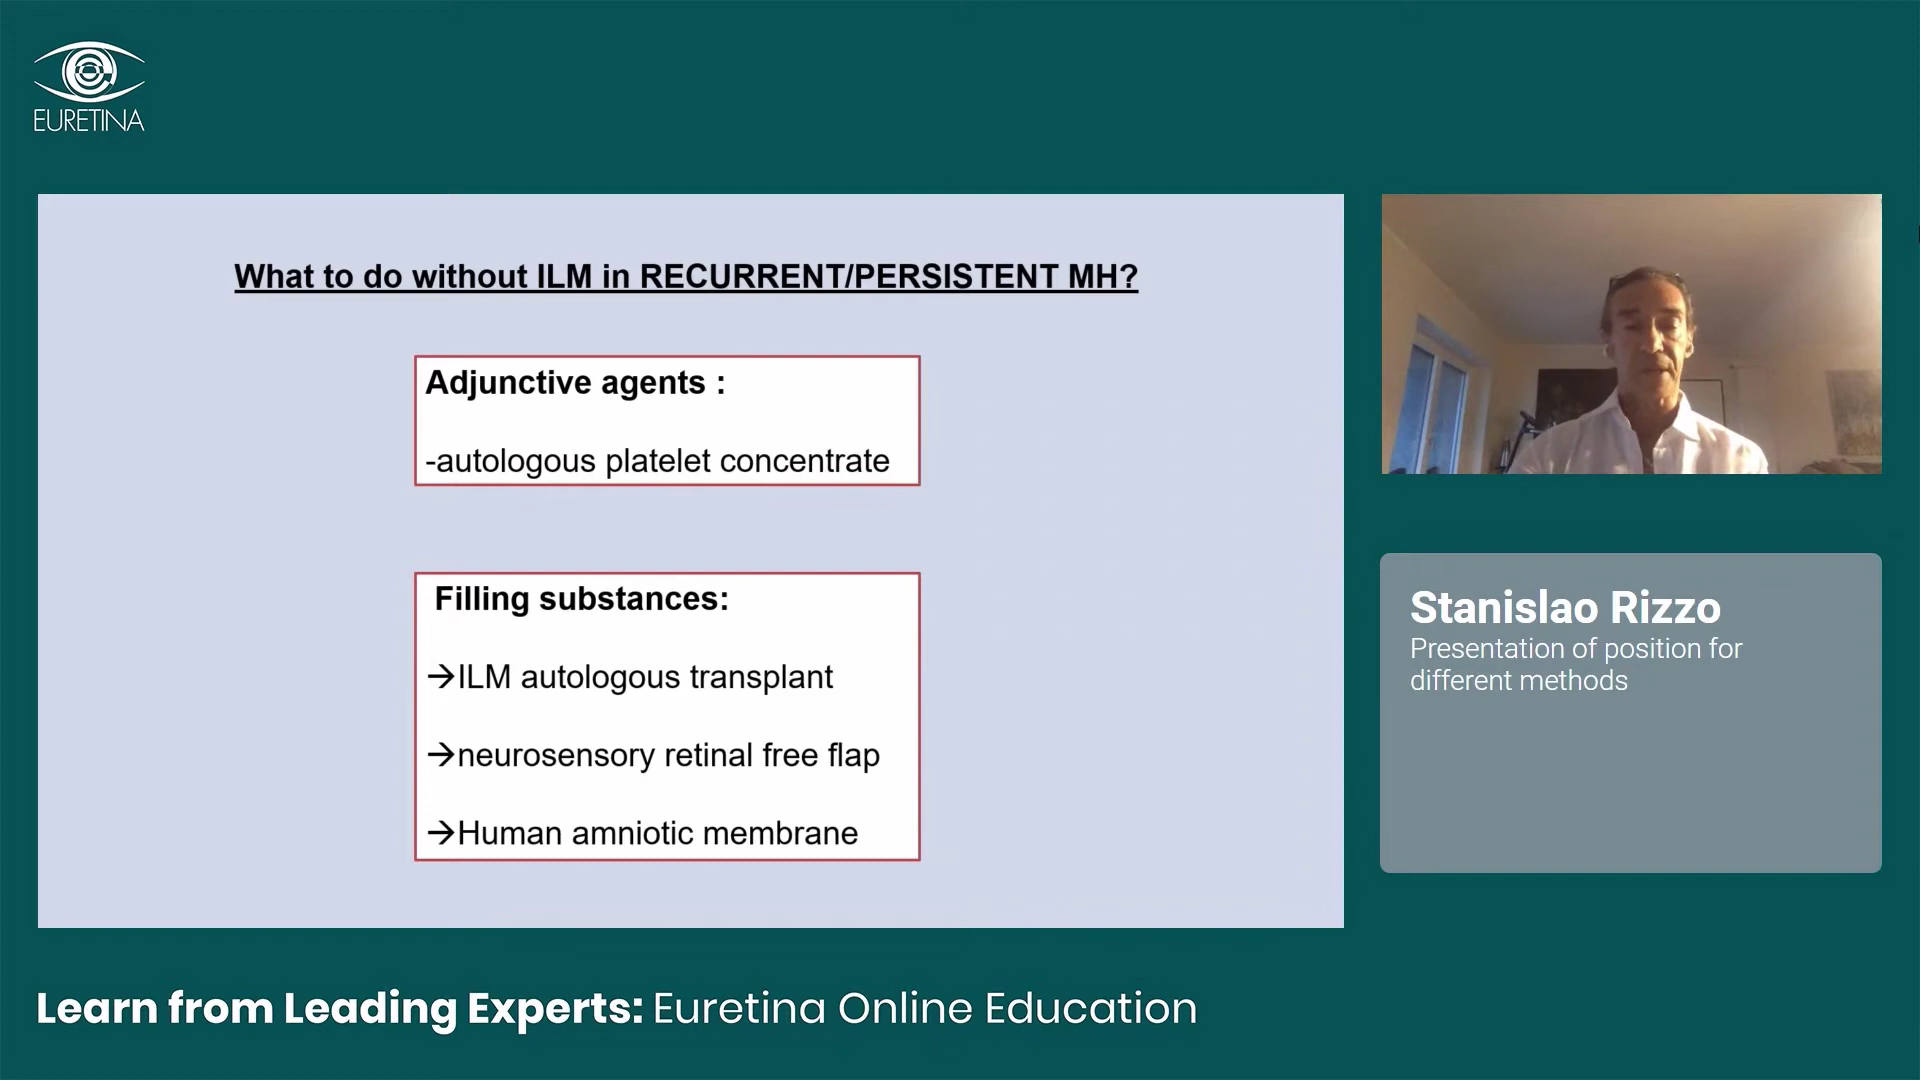 EURETINA
What to do without ILM in RECURRENT/PERSISTENT MH?
Adjunctive agents :
-autologous platelet concentrate
Filling substances:
→ILM autologous transplant
→neurosensory retinal free flap
→Human amniotic membrane
Stanislao Rizzo
Presentation of position for
different methods
Learn from Leading Experts: Euretina Online Education